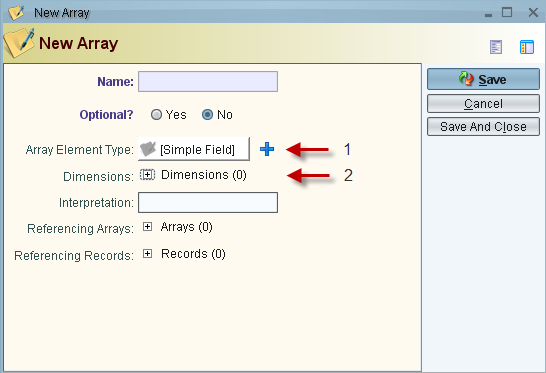 New Array
New Array
Name:
Optional? Yes No
Array Element Type: [Simple Field] 1
Dimensions: Dimensions (0) 2
Interpretation:
Referencing Arrays: Arrays (0)
Referencing Records: Records (0)
Save
Cancel
Save And Close